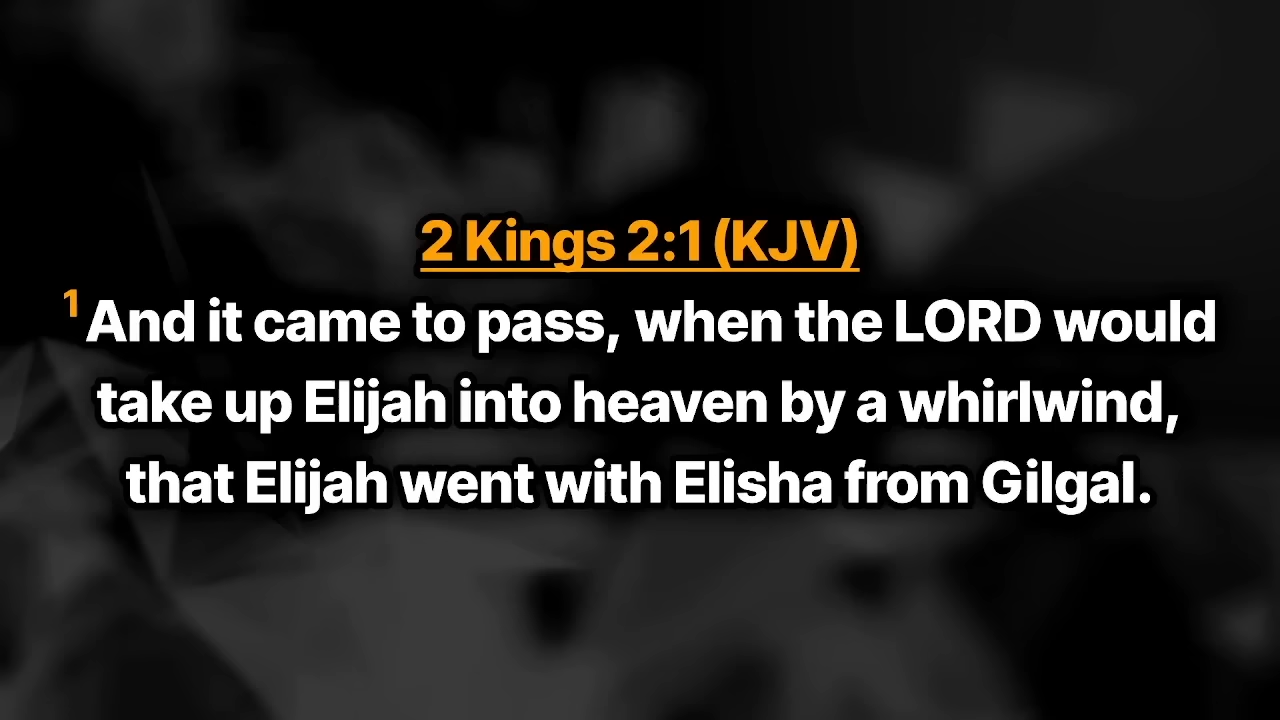 2 Kings 2:1 (KJV)
1 And it came to pass, when the LORD would
take up Elijah into heaven by a whirlwind,
that Elijah went with Elisha from Gilgal.